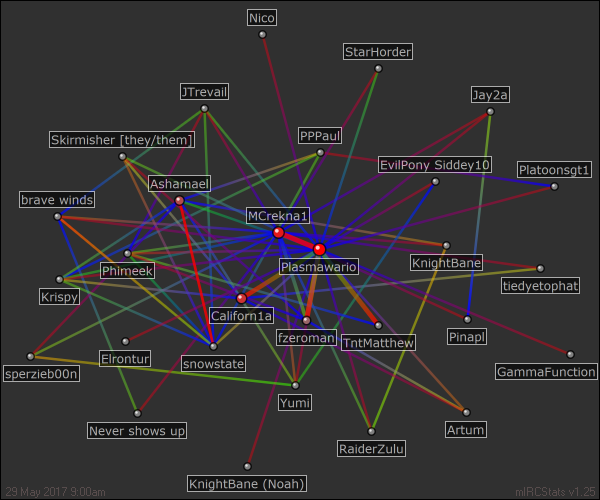 Nico
StarHorder
JTrevail
Jay2a
Skirmisher [they/them]
PPPaul
EvilPony Siddey10
Platoonsgt1
Ashamael
brave winds
MCrekna1
Phimeek
Plasmawario
KnightBane
tiedyetophat
Krispy
Californ1a
fzeroman
TntMatthew
Pinapl
Elrontur
snowstate
sperzieb00n
GammaFunction
Yumi
Never shows up
RaiderZulu
Artum
KnightBane (Noah)
29 May 2017 9:00am
mIRCStats v1.25